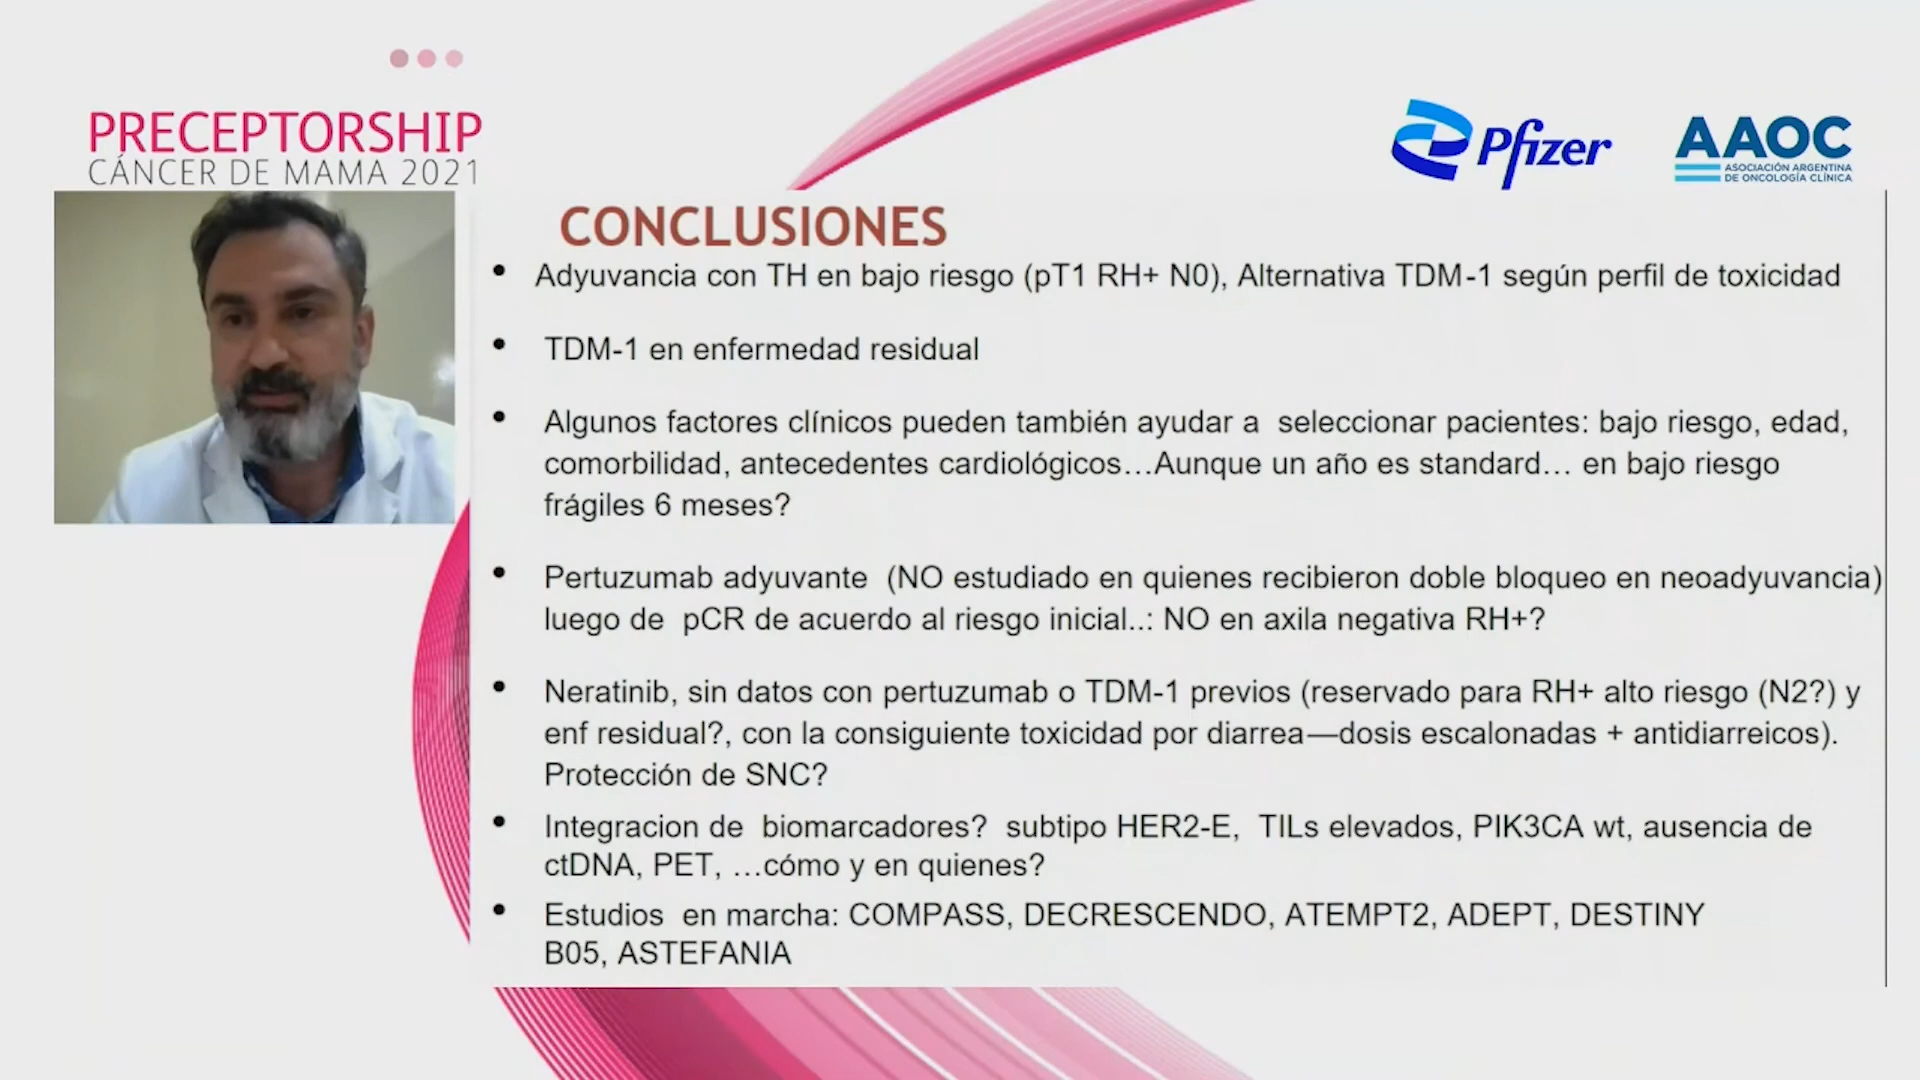 PRECEPTORSHIP
CÁNCER DE MAMA 2021
Pfizer
AAOC
ASOCIACIÓN ARGENTINA
DE ONCOLOGÍA CLÍNICA
CONCLUSIONES
• Adyuvancia con TH en bajo riesgo (pT1 RH+ N0), Alternativa TDM-1 según perfil de toxicidad
• TDM-1 en enfermedad residual
• Algunos factores clínicos pueden también ayudar a seleccionar pacientes: bajo riesgo, edad,
comorbilidad, antecedentes cardiológicos…Aunque un año es standard… en bajo riesgo
frágiles 6 meses?
• Pertuzumab adyuvante (NO estudiado en quienes recibieron doble bloqueo en neoadyuvancia)
luego de pCR de acuerdo al riesgo inicial..: NO en axila negativa RH+?
• Neratinib, sin datos con pertuzumab o TDM-1 previos (reservado para RH+ alto riesgo (N2?) y
enf residual?, con la consiguiente toxicidad por diarrea—dosis escalonadas + antidiarreicos).
Protección de SNC?
• Integracion de biomarcadores? subtipo HER2-E, TILs elevados, PIK3CA wt, ausencia de
ctDNA, PET, …cómo y en quienes?
• Estudios en marcha: COMPASS, DECRESCENDO, ATEMPT2, ADEPT, DESTINY
B05, ASTEFANIA